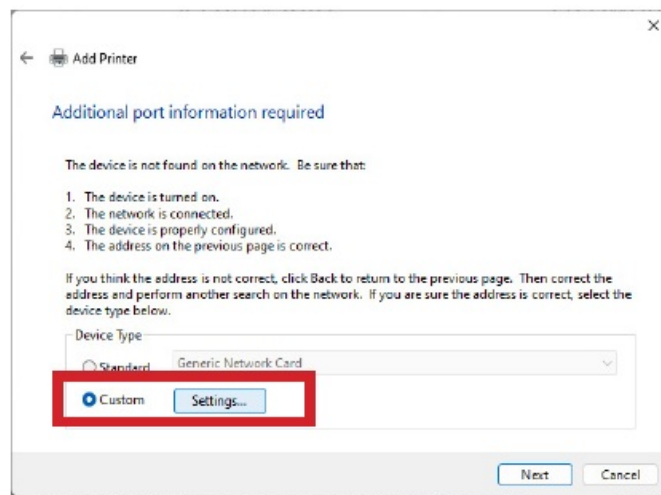 Add Printer
Additional port information required
The device is not found on the network. Be sure that:
1. The device is turned on.
2. The network is connected.
3. The device is properly configured.
4. The address on the previous page is correct.
If you think the address is not correct, click Back to return to the previous page. Then correct the
address and perform another search on the network. If you are sure the address is correct, select the
device type below.
Device Type
Standard Generic Network Card
Custom Settings...
Next Cancel